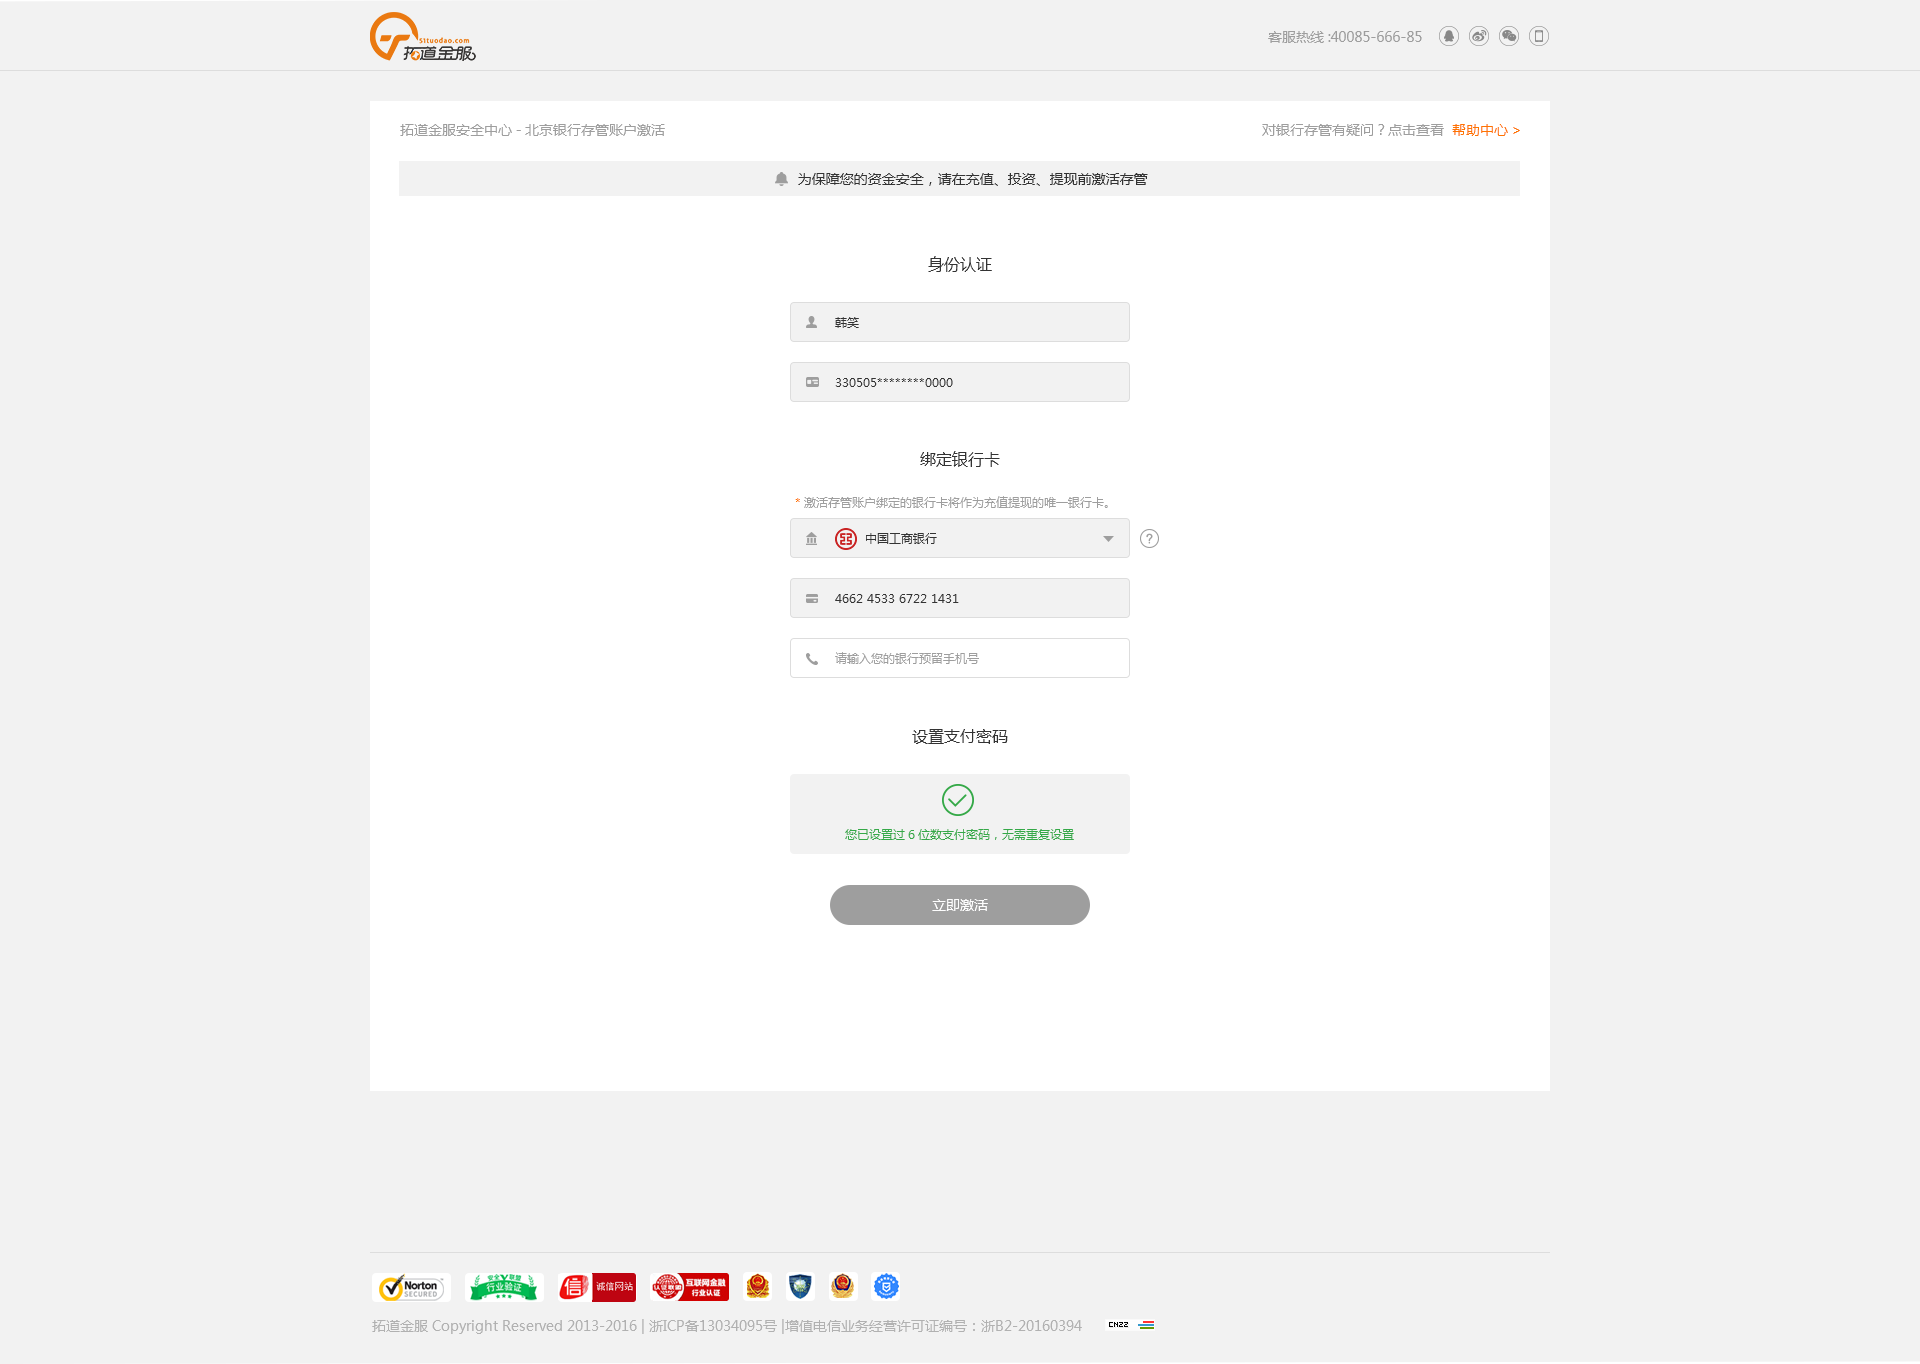 51tuodao.com
拓道金服
客服热线 :40085-666-85
拓道金服安全中心 - 北京银行存管账户激活
对银行存管有疑问？点击查看 帮助中心 >
为保障您的资金安全，请在充值、投资、提现前激活存管
身份认证
韩笑
330505********0000
绑定银行卡
* 激活存管账户绑定的银行卡将作为充值提现的唯一银行卡。
中国工商银行
?
4662 4533 6722 1431
请输入您的银行预留手机号
设置支付密码
您已设置过 6 位数支付密码，无需重复设置
立即激活
Norton
SECURED
安全联盟
行业验证
信 诚信网站
互联网金融
行业认证
拓道金服 Copyright Reserved 2013-2016 | 浙ICP备13034095号 |增值电信业务经营许可证编号：浙B2-20160394
CNZZ